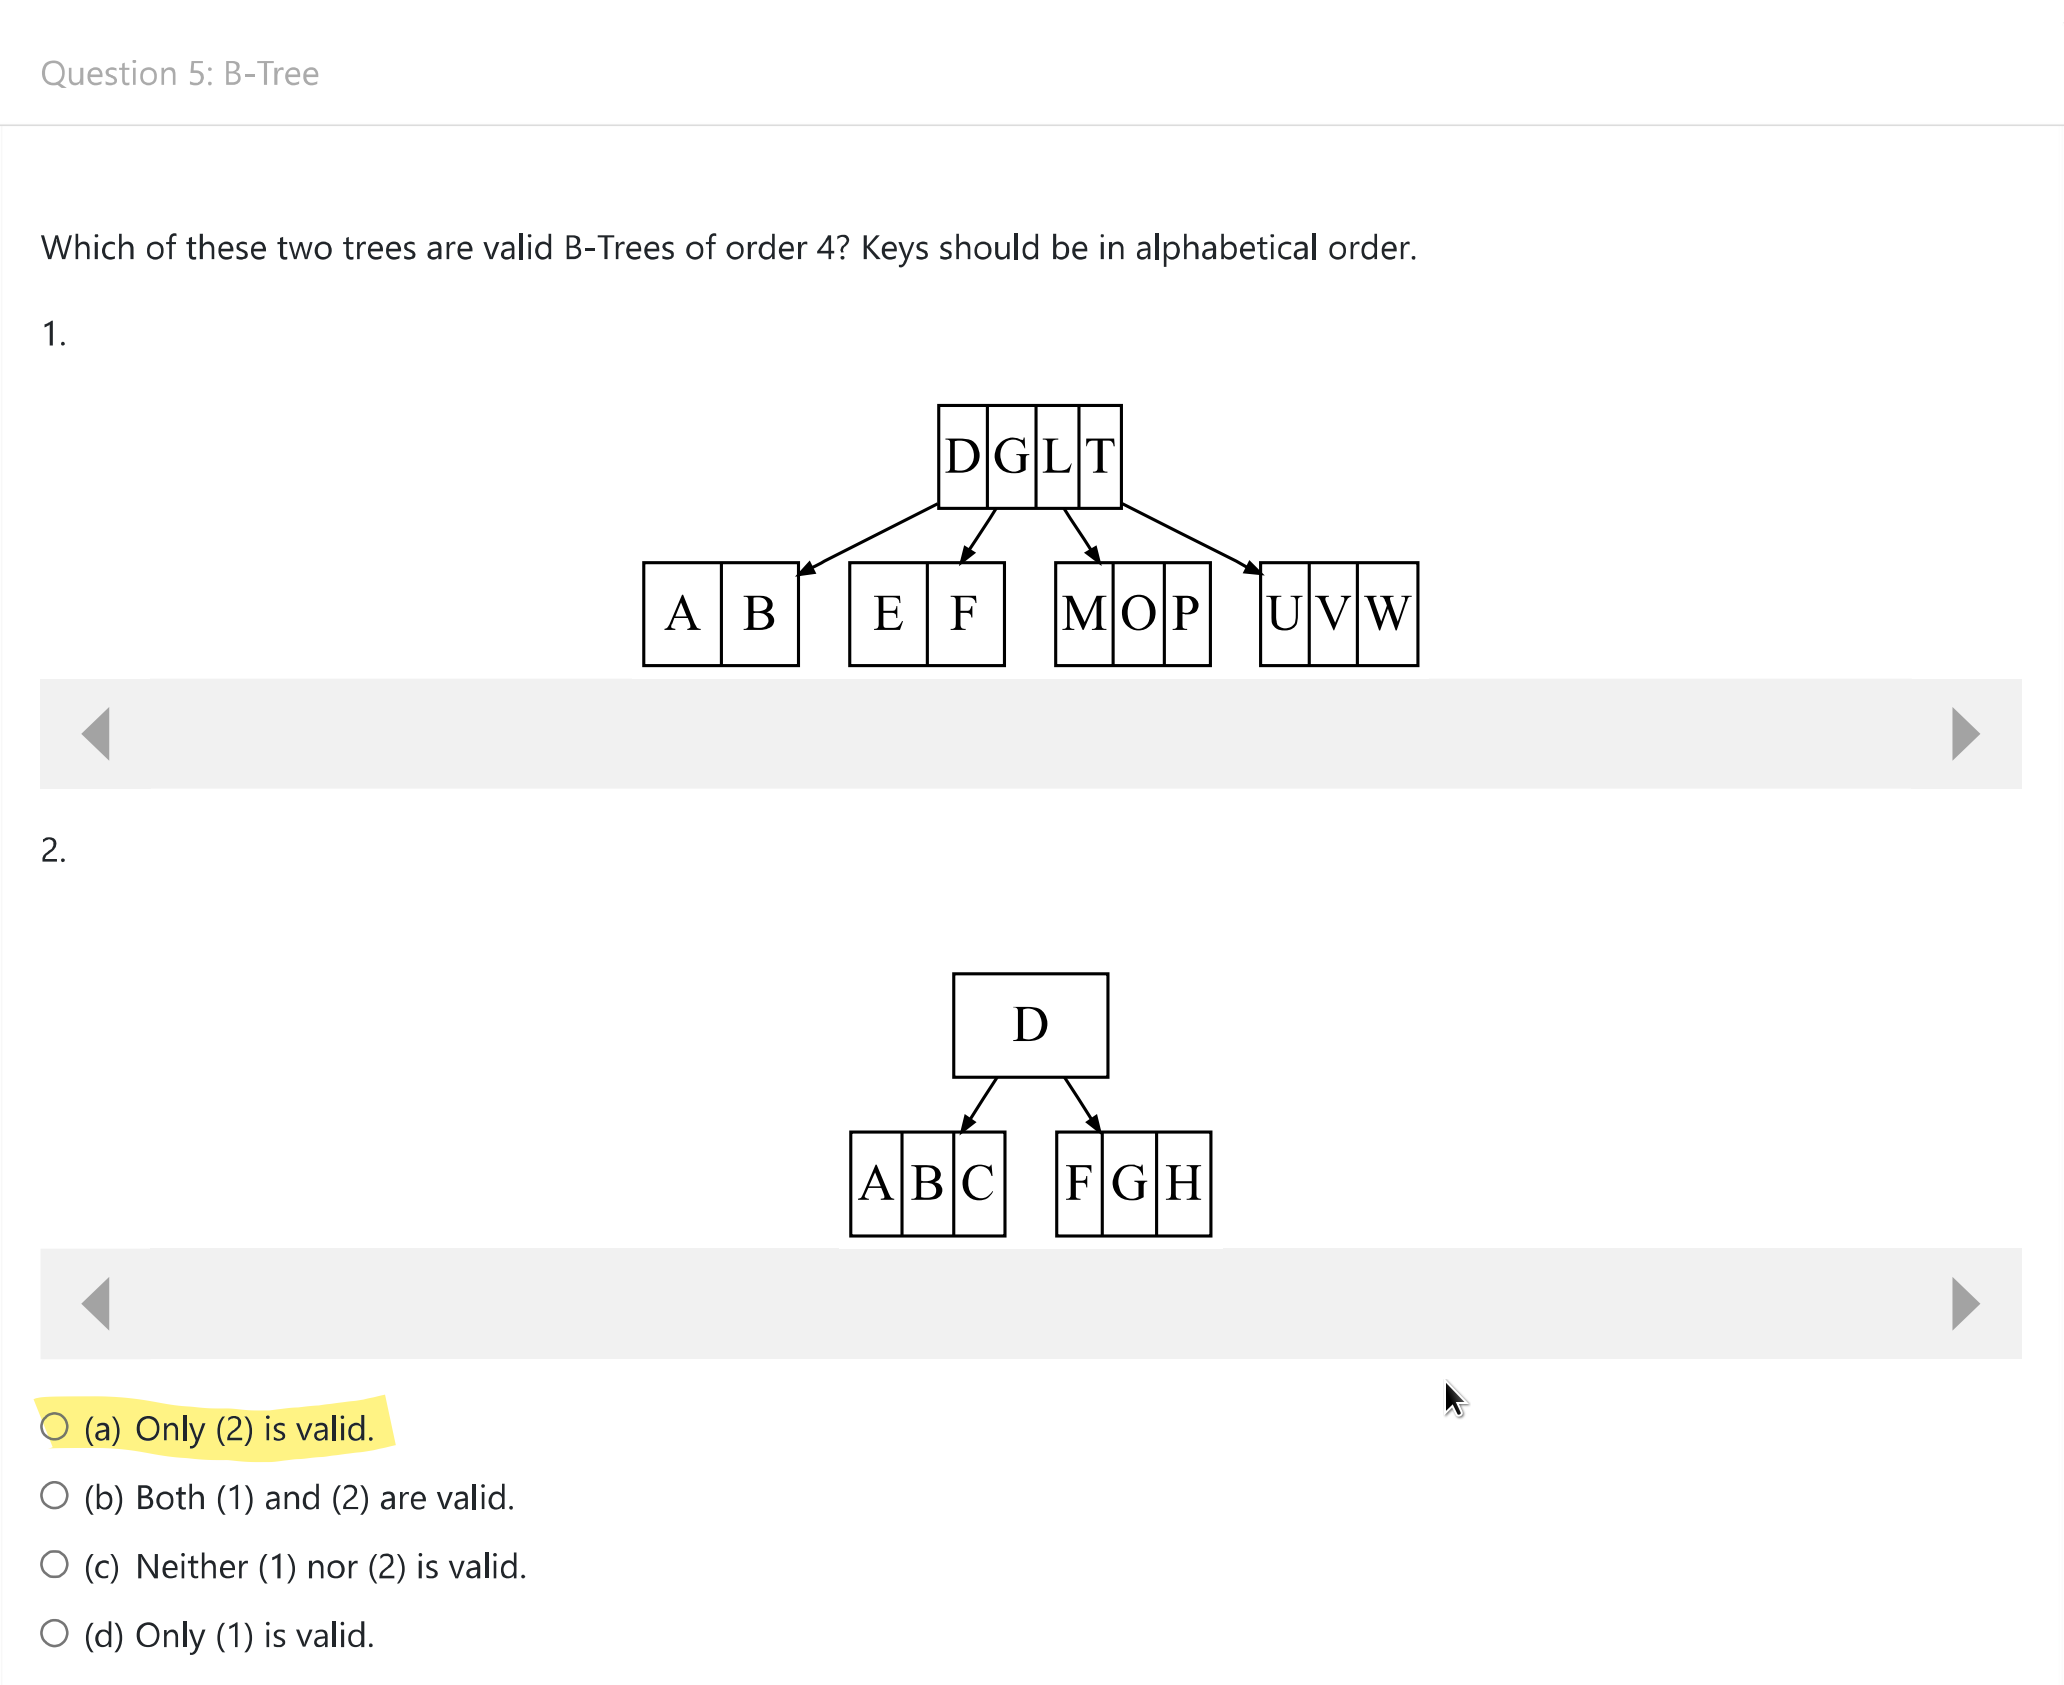 Question 5: B-Tree
Which of these two trees are valid B-Trees of order 4? Keys should be in alphabetical order.
1.
D G L T
A B E F M O P U V W
2.
D
A B C F G H
(a) Only (2) is valid.
(b) Both (1) and (2) are valid.
(c) Neither (1) nor (2) is valid.
(d) Only (1) is valid.